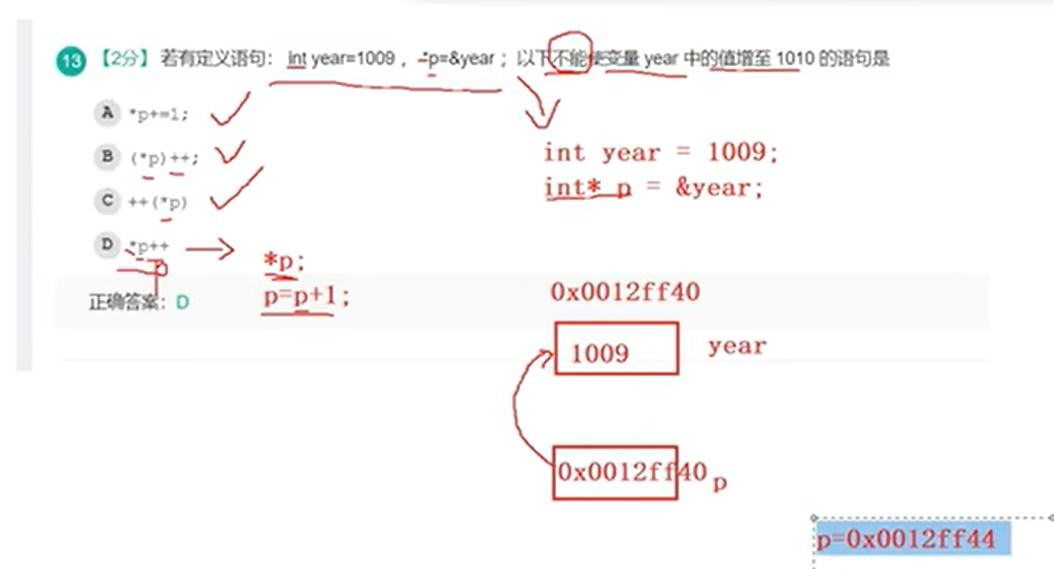 13 【2分】 若有定义语句： int year=1009 ，*p=&year ；以下不能使变量 year 中的值增至 1010 的语句是
A *p+=1;
B (*p)++;
C ++(*p)
D *p++
正确答案：D
int year = 1009;
int* p = &year;
*p;
p=p+1;
0x0012ff40
1009
year
0x0012ff40
p
p=0x0012ff44